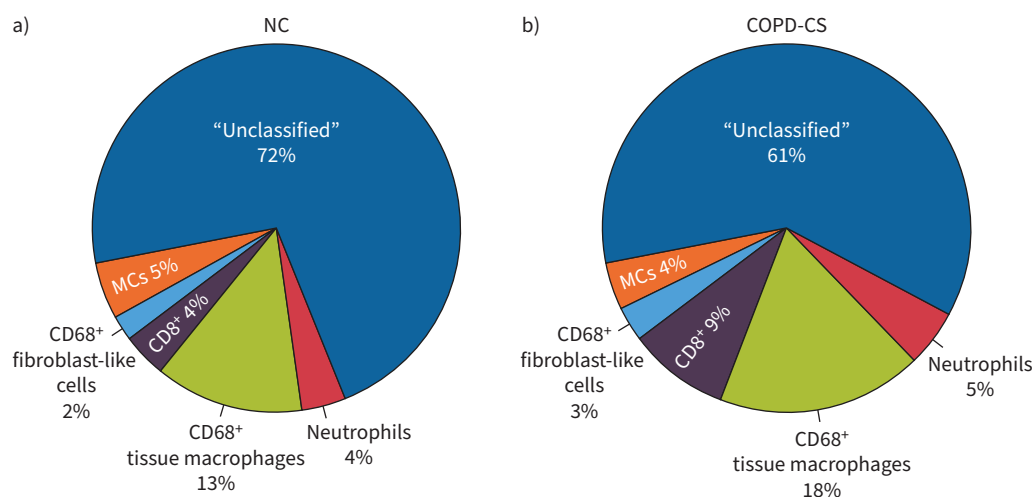 a)
NC
"Unclassified"
72%
MCs 5%
CD8⁺ 4%
CD68⁺
fibroblast-like
cells
2%
CD68⁺
tissue macrophages
13%
Neutrophils
4%
b)
COPD-CS
"Unclassified"
61%
MCs 4%
CD8⁺ 9%
CD68⁺
fibroblast-like
cells
3%
CD68⁺
tissue macrophages
18%
Neutrophils
5%